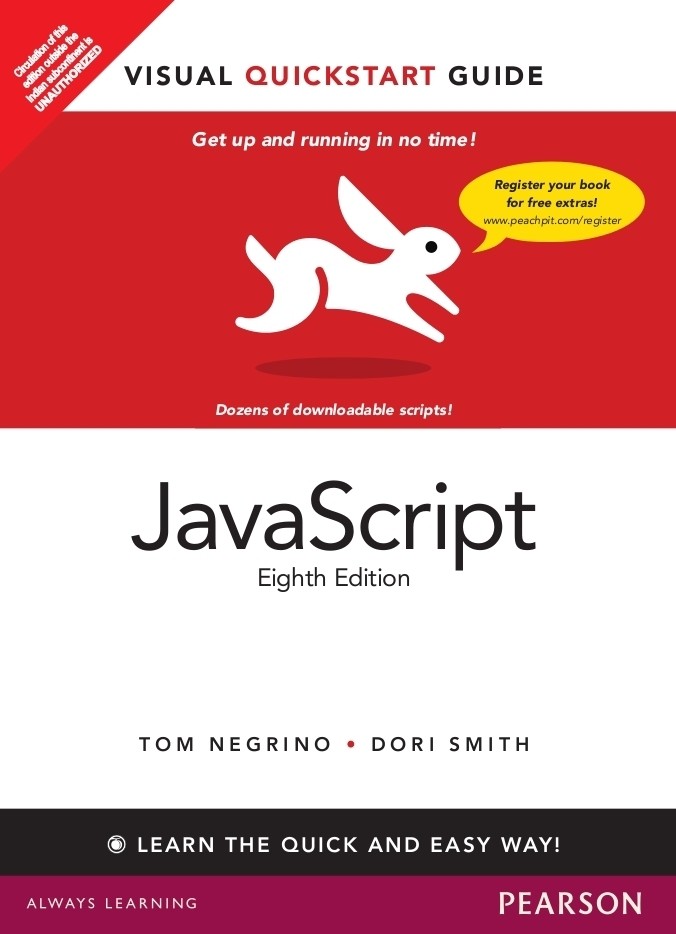 Circulation of this
edition outside the
Indian subcontinent is
UNAUTHORIZED
VISUAL QUICKSTART GUIDE
Get up and running in no time!
Register your book
for free extras!
www.peachpit.com/register
Dozens of downloadable scripts!
JavaScript
Eighth Edition
TOM NEGRINO • DORI SMITH
LEARN THE QUICK AND EASY WAY!
ALWAYS LEARNING
PEARSON